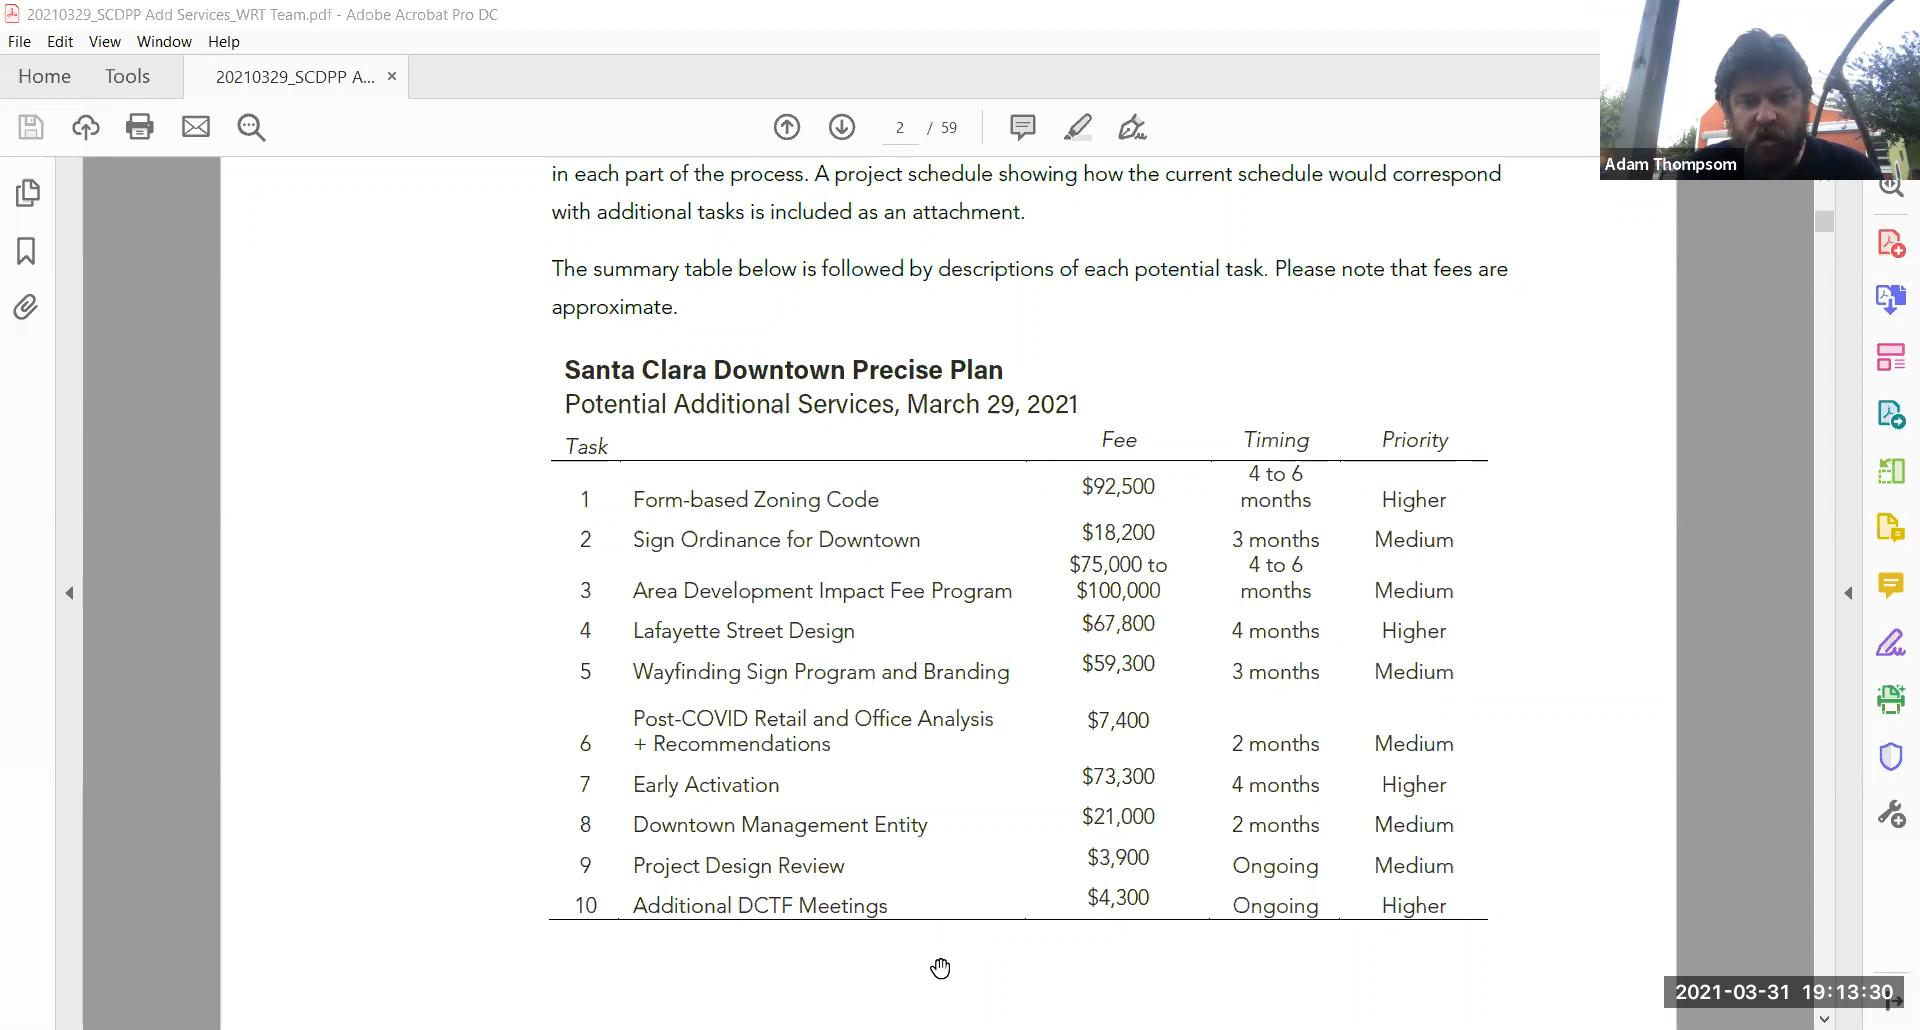 20210329_SCDPP Add Services_WRT Team.pdf - Adobe Acrobat Pro DC
File Edit View Window Help
Home Tools 20210329_SCDPP A... ×
2 / 59
Adam Thompsom
in each part of the process. A project schedule showing how the current schedule would correspond
with additional tasks is included as an attachment.
The summary table below is followed by descriptions of each potential task. Please note that fees are
approximate.
Santa Clara Downtown Precise Plan
Potential Additional Services, March 29, 2021
Task Fee Timing Priority
1 Form-based Zoning Code $92,500 4 to 6 months Higher
2 Sign Ordinance for Downtown $18,200 3 months Medium
3 Area Development Impact Fee Program $75,000 to $100,000 4 to 6 months Medium
4 Lafayette Street Design $67,800 4 months Higher
5 Wayfinding Sign Program and Branding $59,300 3 months Medium
6 Post-COVID Retail and Office Analysis + Recommendations $7,400 2 months Medium
7 Early Activation $73,300 4 months Higher
8 Downtown Management Entity $21,000 2 months Medium
9 Project Design Review $3,900 Ongoing Medium
10 Additional DCTF Meetings $4,300 Ongoing Higher
2021-03-31 19:13:30